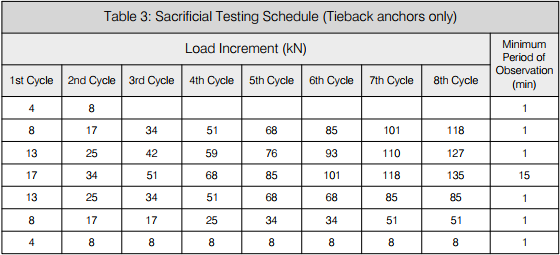 Table 3: Sacrificial Testing Schedule (Tieback anchors only)
Load Increment (kN)
Minimum Period of Observation (min)
1st Cycle 2nd Cycle 3rd Cycle 4th Cycle 5th Cycle 6th Cycle 7th Cycle 8th Cycle
4 8 1
8 17 34 51 68 85 101 118 1
13 25 42 59 76 93 110 127 1
17 34 51 68 85 101 118 135 15
13 25 34 51 68 68 85 85 1
8 17 17 25 34 34 51 51 1
4 8 8 8 8 8 8 8 1